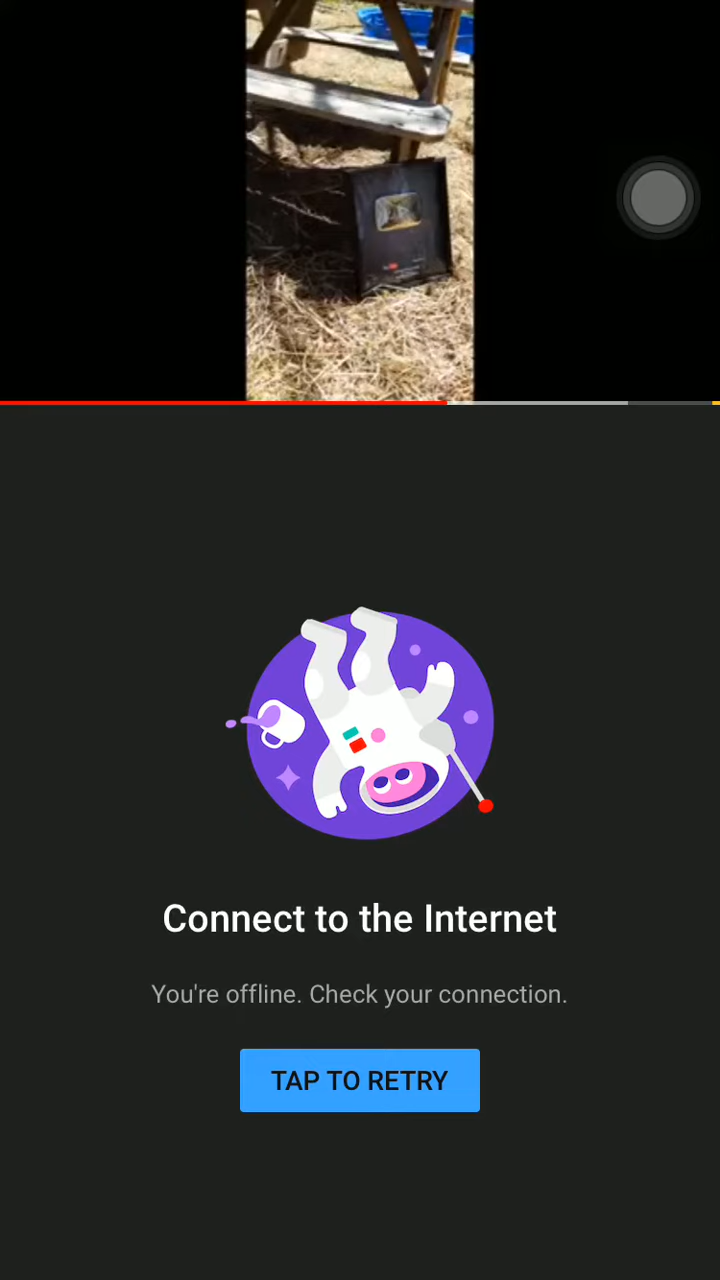 Connect to the Internet
You're offline. Check your connection.
TAP TO RETRY